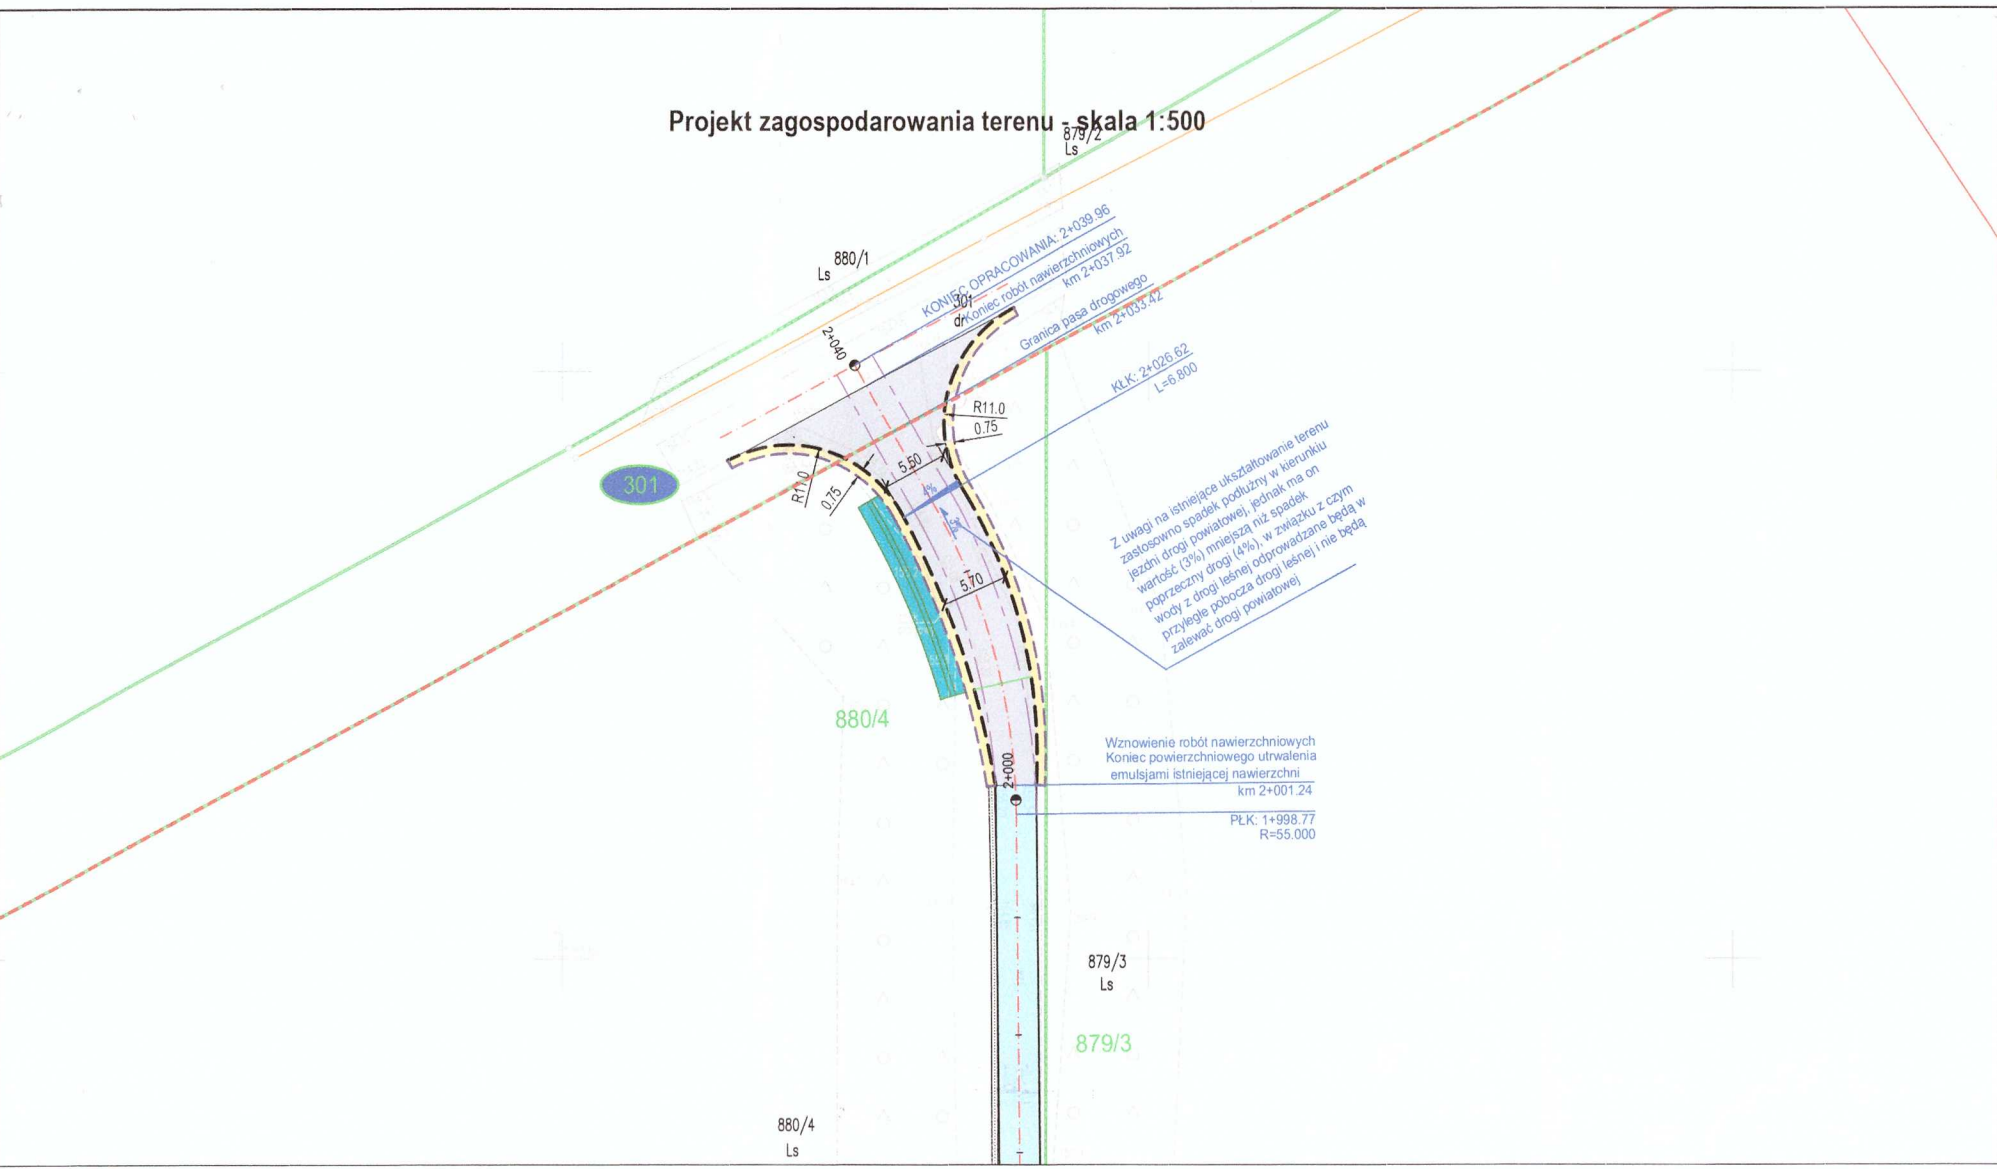 Projekt zagospodarowania terenu - skala 1:500
879/2
Ls
880/1
Ls
KONIEC OPRACOWANIA: 2+039.96
Koniec robót nawierzchniowych
km 2+037.92
301
dr
Granica pasa drogowego
km 2+033.42
2+040
KŁK: 2+026.62
L=6.800
R11.0
0.75
5.50
R11.0
0.75
301
4%
3%
5.70
Z uwagi na istniejące ukształtowanie terenu
zastosowno spadek podłużny w kierunkiu
jezdni drogi powiatowej, jednak ma on
wartość (3%) mniejszą niż spadek
poprzeczny drogi (4%), w związku z czym
wody z drogi leśnej odprowadzane będą w
przyległe pobocza drogi leśnej i nie będą
zalewać drogi powiatowej
880/4
Wznowienie robót nawierzchniowych
Koniec powierzchniowego utrwalenia
emulsjami istniejącej nawierzchni
km 2+001.24
2+000
PŁK: 1+998.77
R=55.000
879/3
Ls
879/3
880/4
Ls